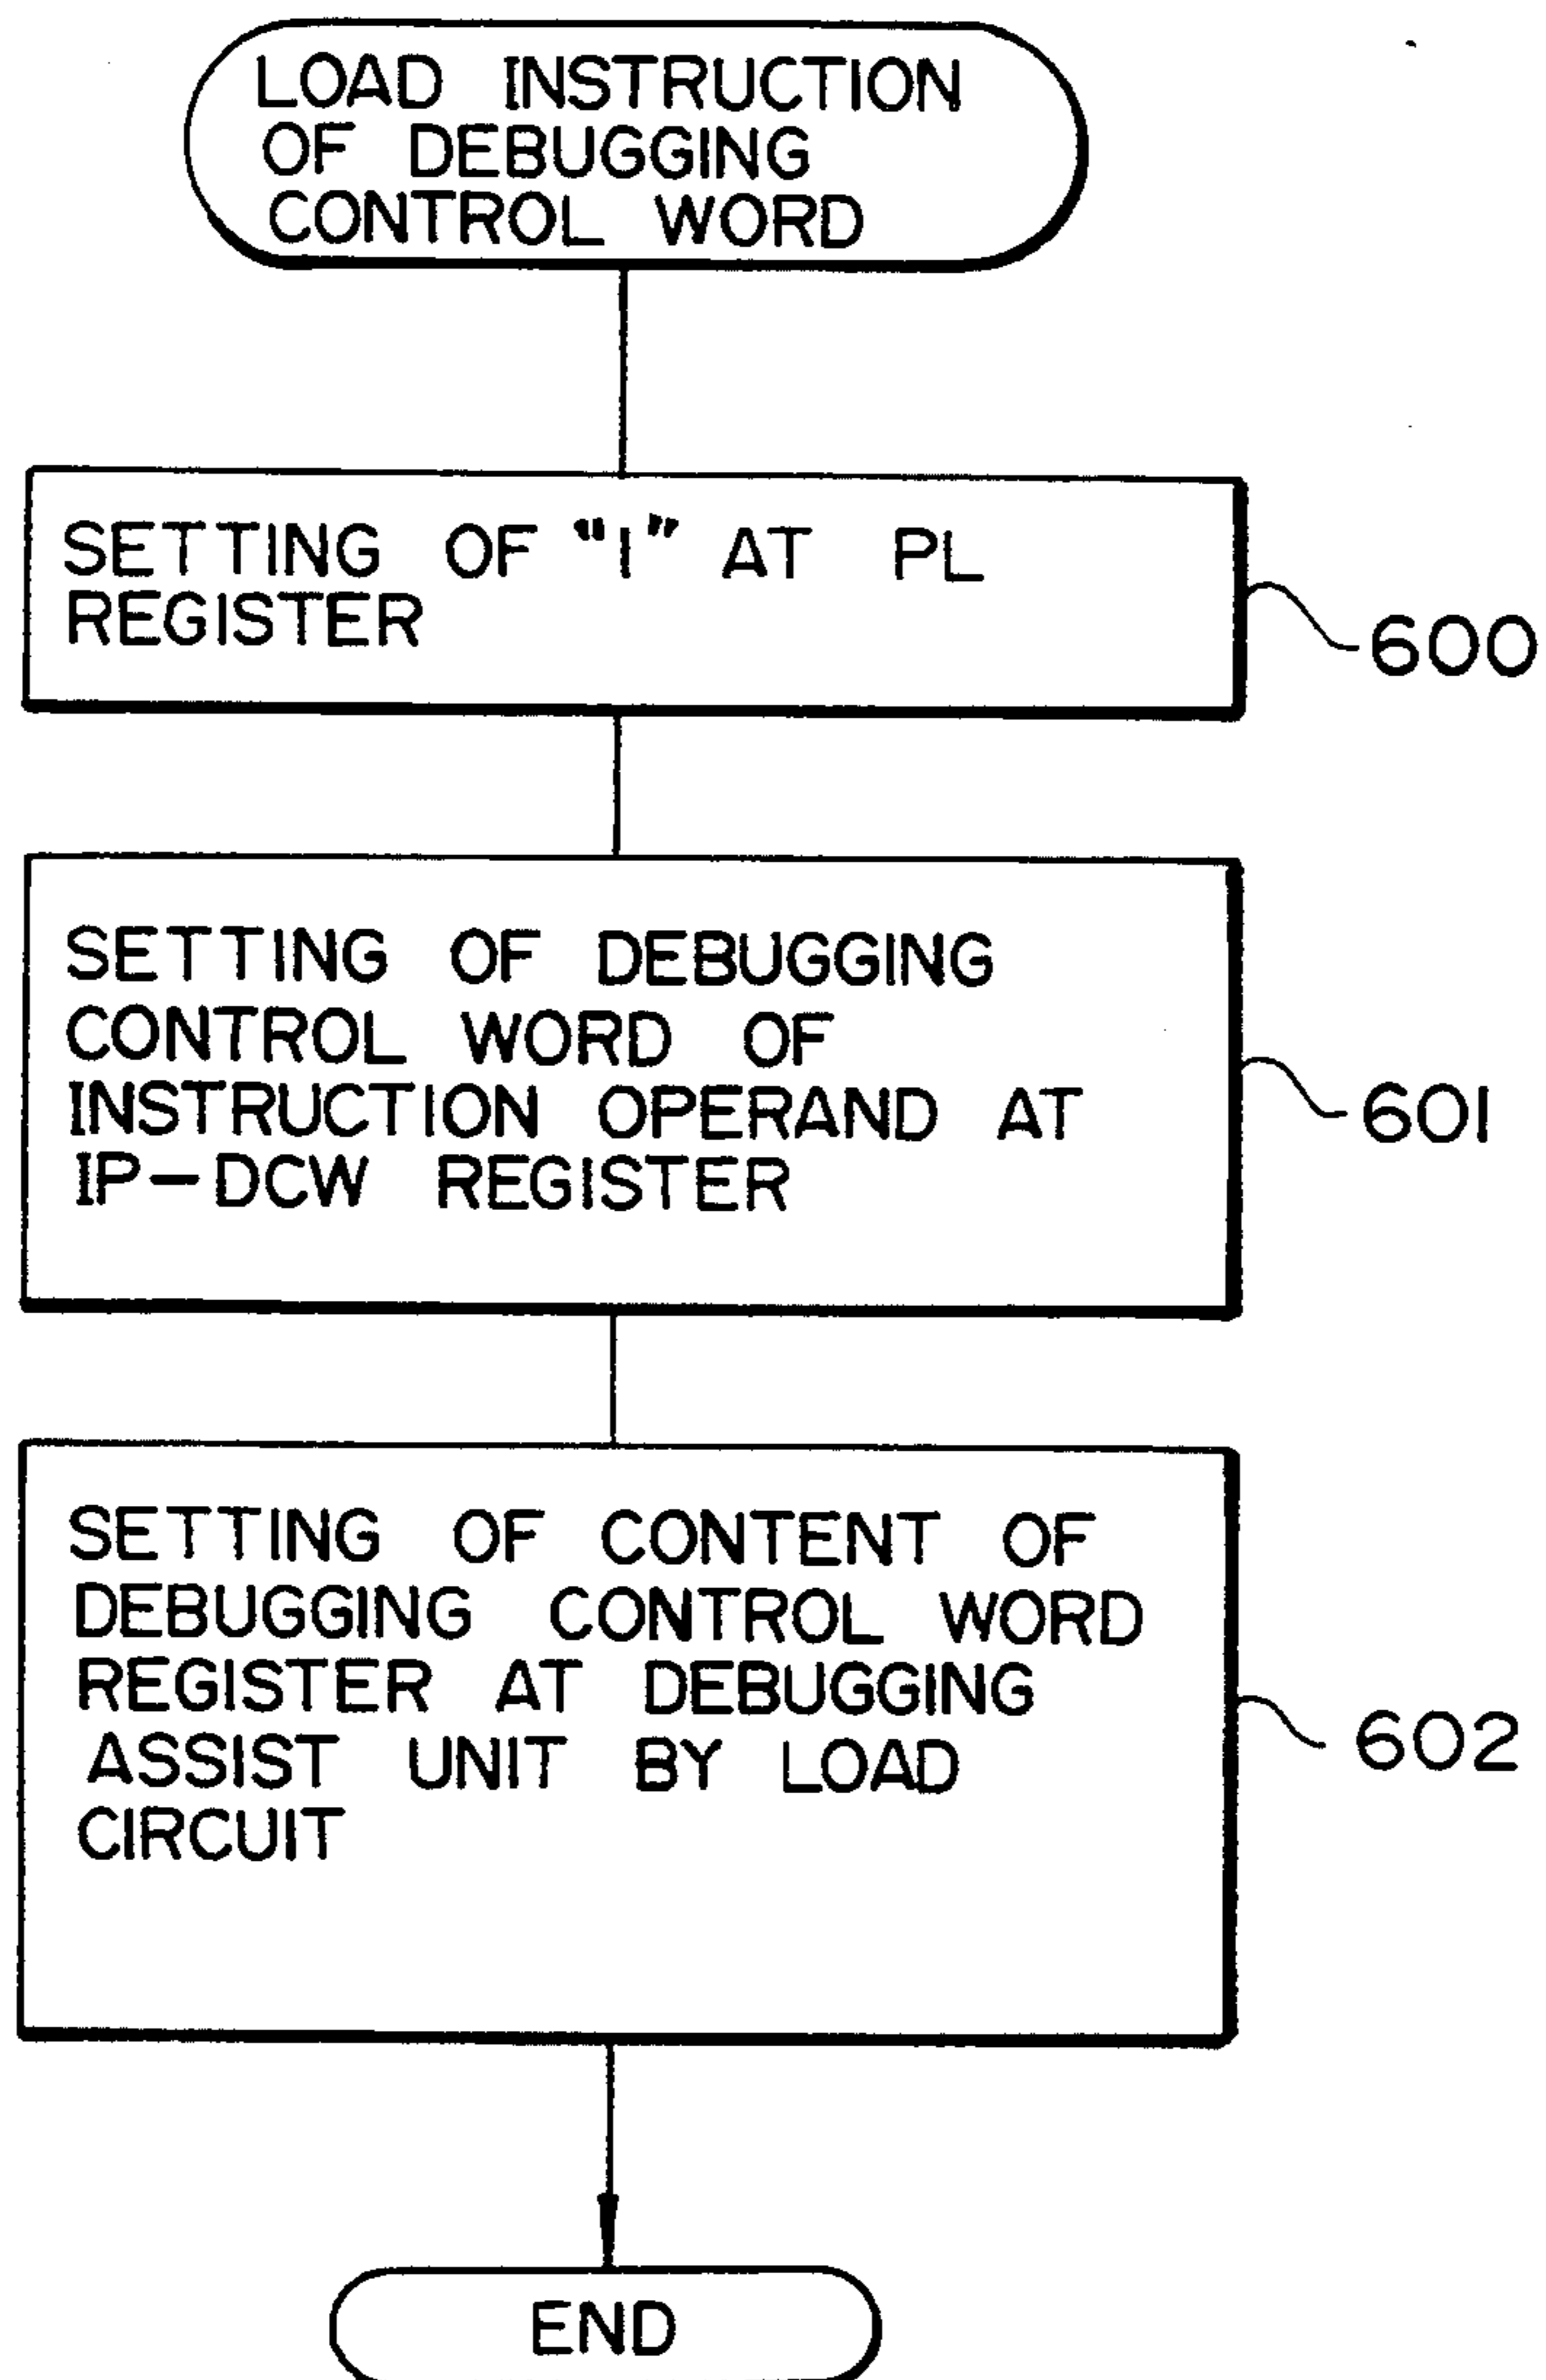 LOAD INSTRUCTION
OF DEBUGGING
CONTROL WORD
SETTING OF "1" AT PL
REGISTER
600
SETTING OF DEBUGGING
CONTROL WORD OF
INSTRUCTION OPERAND AT
IP-DCW REGISTER
601
SETTING OF CONTENT OF
DEBUGGING CONTROL WORD
REGISTER AT DEBUGGING
ASSIST UNIT BY LOAD
CIRCUIT
602
END